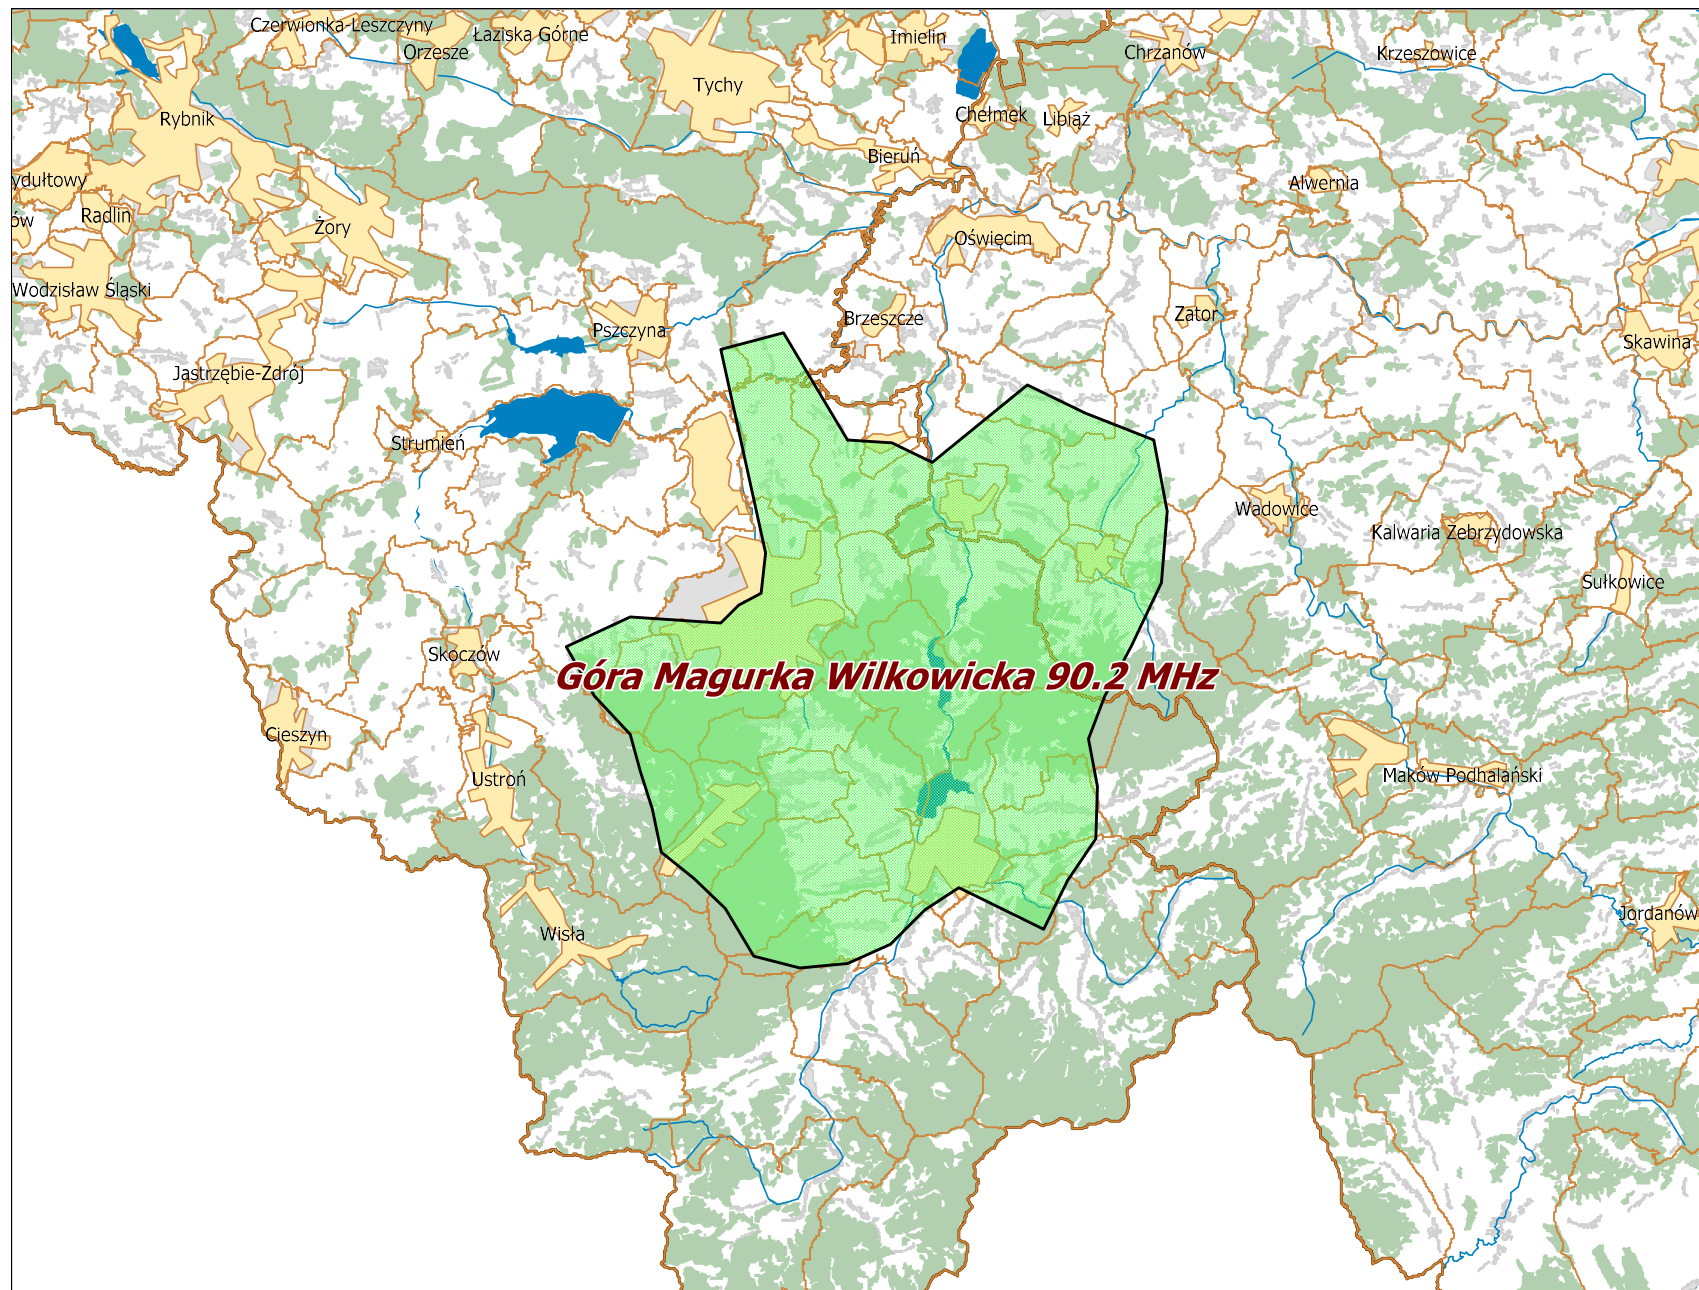 Czerwionka-Leszczyny
Orzesze
Łaziska Górne
Imielin
Chrzanów
Krzeszowice
Tychy
Rybnik
Chełmek
Libiąż
Bieruń
ydułtowy
Alwernia
Radlin
ów
Żory
Oświęcim
Wodzisław Śląski
Brzeszcze
Zator
Pszczyna
Skawina
Jastrzębie-Zdrój
Strumień
Wadowice
Kalwaria Zebrzydowska
Sułkowice
Skoczów
Góra Magurka Wilkowicka 90.2 MHz
Cieszyn
Ustroń
Maków Podhalański
Jordanów
Wisła